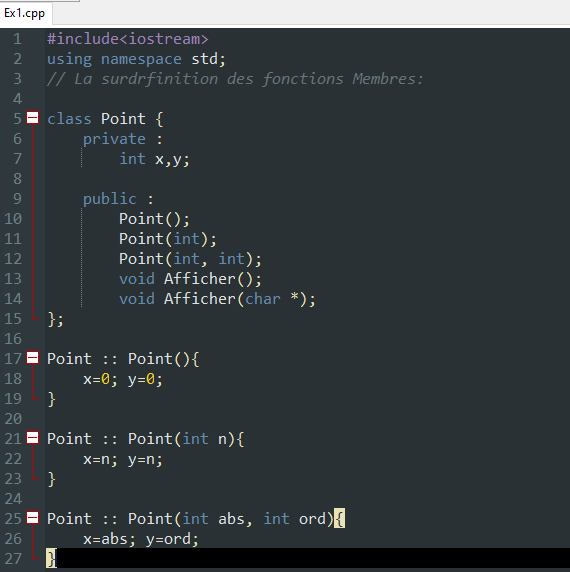 Ex1.cpp
1 #include<iostream>
2 using namespace std;
3 // La surdrfinition des fonctions Membres:
4
5 class Point {
6 private :
7 int x,y;
8
9 public :
10 Point();
11 Point(int);
12 Point(int, int);
13 void Afficher();
14 void Afficher(char *);
15 };
16
17 Point :: Point(){
18 x=0; y=0;
19 }
20
21 Point :: Point(int n){
22 x=n; y=n;
23 }
24
25 Point :: Point(int abs, int ord){
26 x=abs; y=ord;
27 }